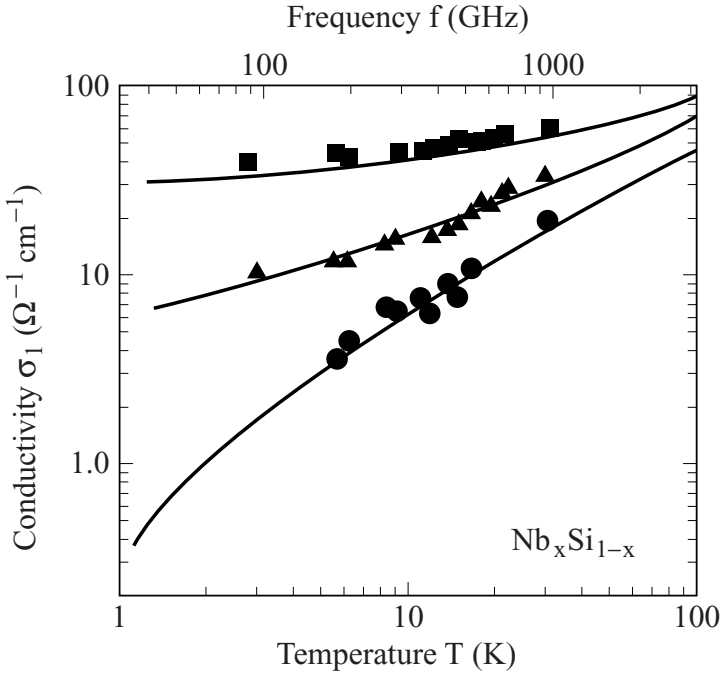 Frequency f (GHz)
100 1000
100
10
1.0
Conductivity σ₁ (Ω⁻¹ cm⁻¹)
NbₓSi₁₋ₓ
1 10 100
Temperature T (K)